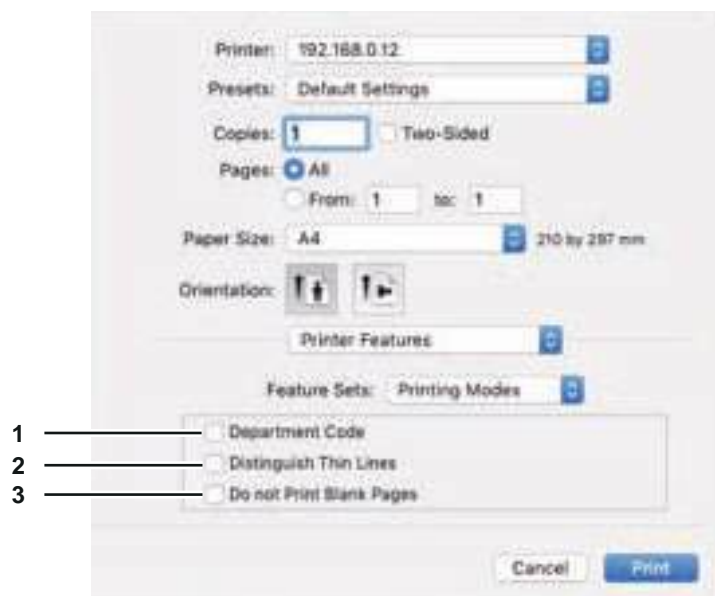 Printer: 192.168.0.12
Presets: Default Settings
Copies: 1 Two-Sided
Pages: All
From: 1 to: 1
Paper Size: A4 210 by 297 mm
Orientation:
Printer Features
Feature Sets: Printing Modes
1 Department Code
2 Distinguish Thin Lines
3 Do not Print Blank Pages
Cancel Print